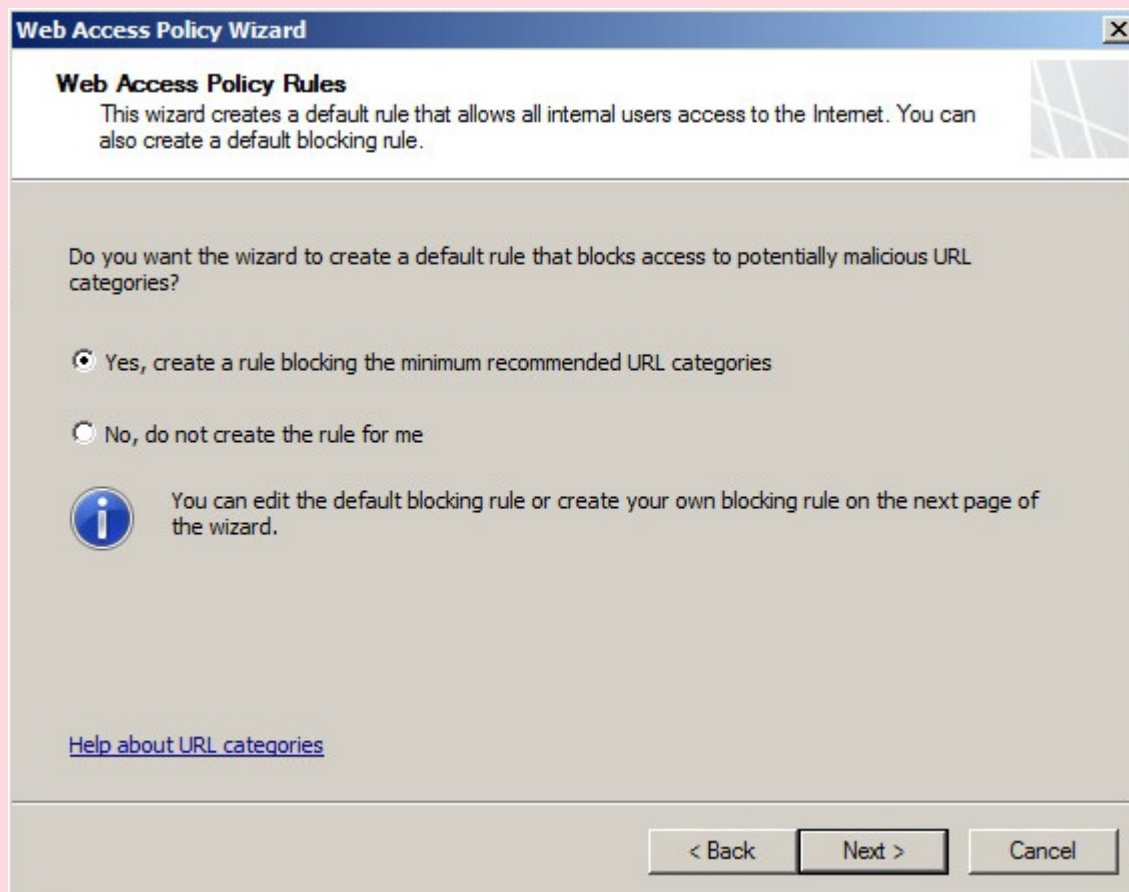 Web Access Policy Wizard
Web Access Policy Rules
This wizard creates a default rule that allows all internal users access to the Internet. You can
also create a default blocking rule.
Do you want the wizard to create a default rule that blocks access to potentially malicious URL
categories?
Yes, create a rule blocking the minimum recommended URL categories
No, do not create the rule for me
You can edit the default blocking rule or create your own blocking rule on the next page of
the wizard.
Help about URL categories
< Back
Next >
Cancel